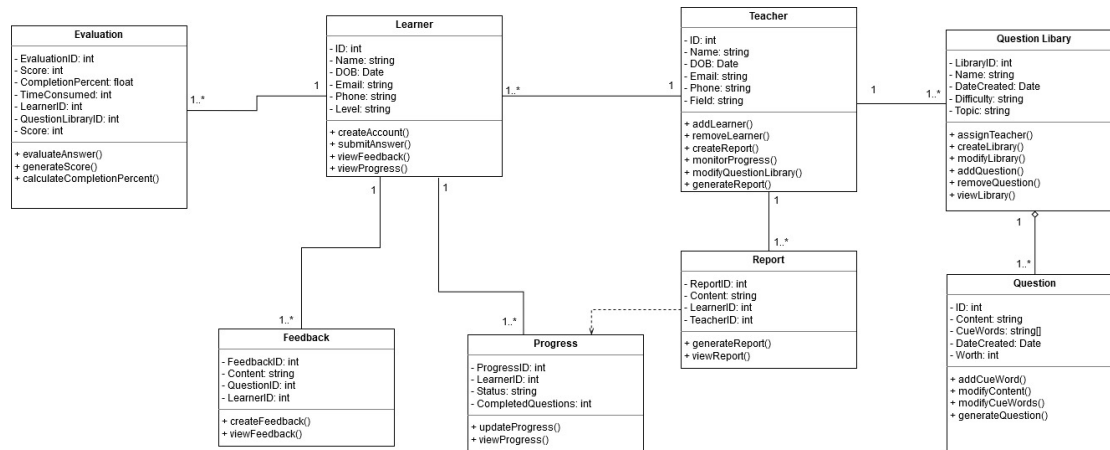 Evaluation
- EvaluationID: int
- Score: int
- CompletionPercent: float
- TimeConsumed: int
- LearnerID: int
- QuestionLibraryID: int
- Score: int
+ evaluateAnswer()
+ generateScore()
+ calculateCompletionPercent()
1..*
1
Learner
- ID: int
- Name: string
- DOB: Date
- Email: string
- Phone: string
- Level: string
+ createAccount()
+ submitAnswer()
+ viewFeedback()
+ viewProgress()
1..*
1
Teacher
- ID: int
- Name: string
- DOB: Date
- Email: string
- Phone: string
- Field: string
+ addLearner()
+ removeLearner()
+ createReport()
+ monitorProgress()
+ modifyQuestionLibrary()
+ generateReport()
1
1..*
Question Libary
- LibraryID: int
- Name: string
- DateCreated: Date
- Difficulty: string
- Topic: string
+ assignTeacher()
+ createLibrary()
+ modifyLibrary()
+ addQuestion()
+ removeQuestion()
+ viewLibrary()
1
1
1
1
1..*
1..*
1..*
1..*
Feedback
- FeedbackID: int
- Content: string
- QuestionID: int
- LearnerID: int
+ createFeedback()
+ viewFeedback()
Progress
- ProgressID: int
- LearnerID: int
- Status: string
- CompletedQuestions: int
+ updateProgress()
+ viewProgress()
Report
- ReportID: int
- Content: string
- LearnerID: int
- TeacherID: int
+ generateReport()
+ viewReport()
Question
- ID: int
- Content: string
- CueWords: string[]
- DateCreated: Date
- Worth: int
+ addCueWord()
+ modifyContent()
+ modifyCueWords()
+ generateQuestion()